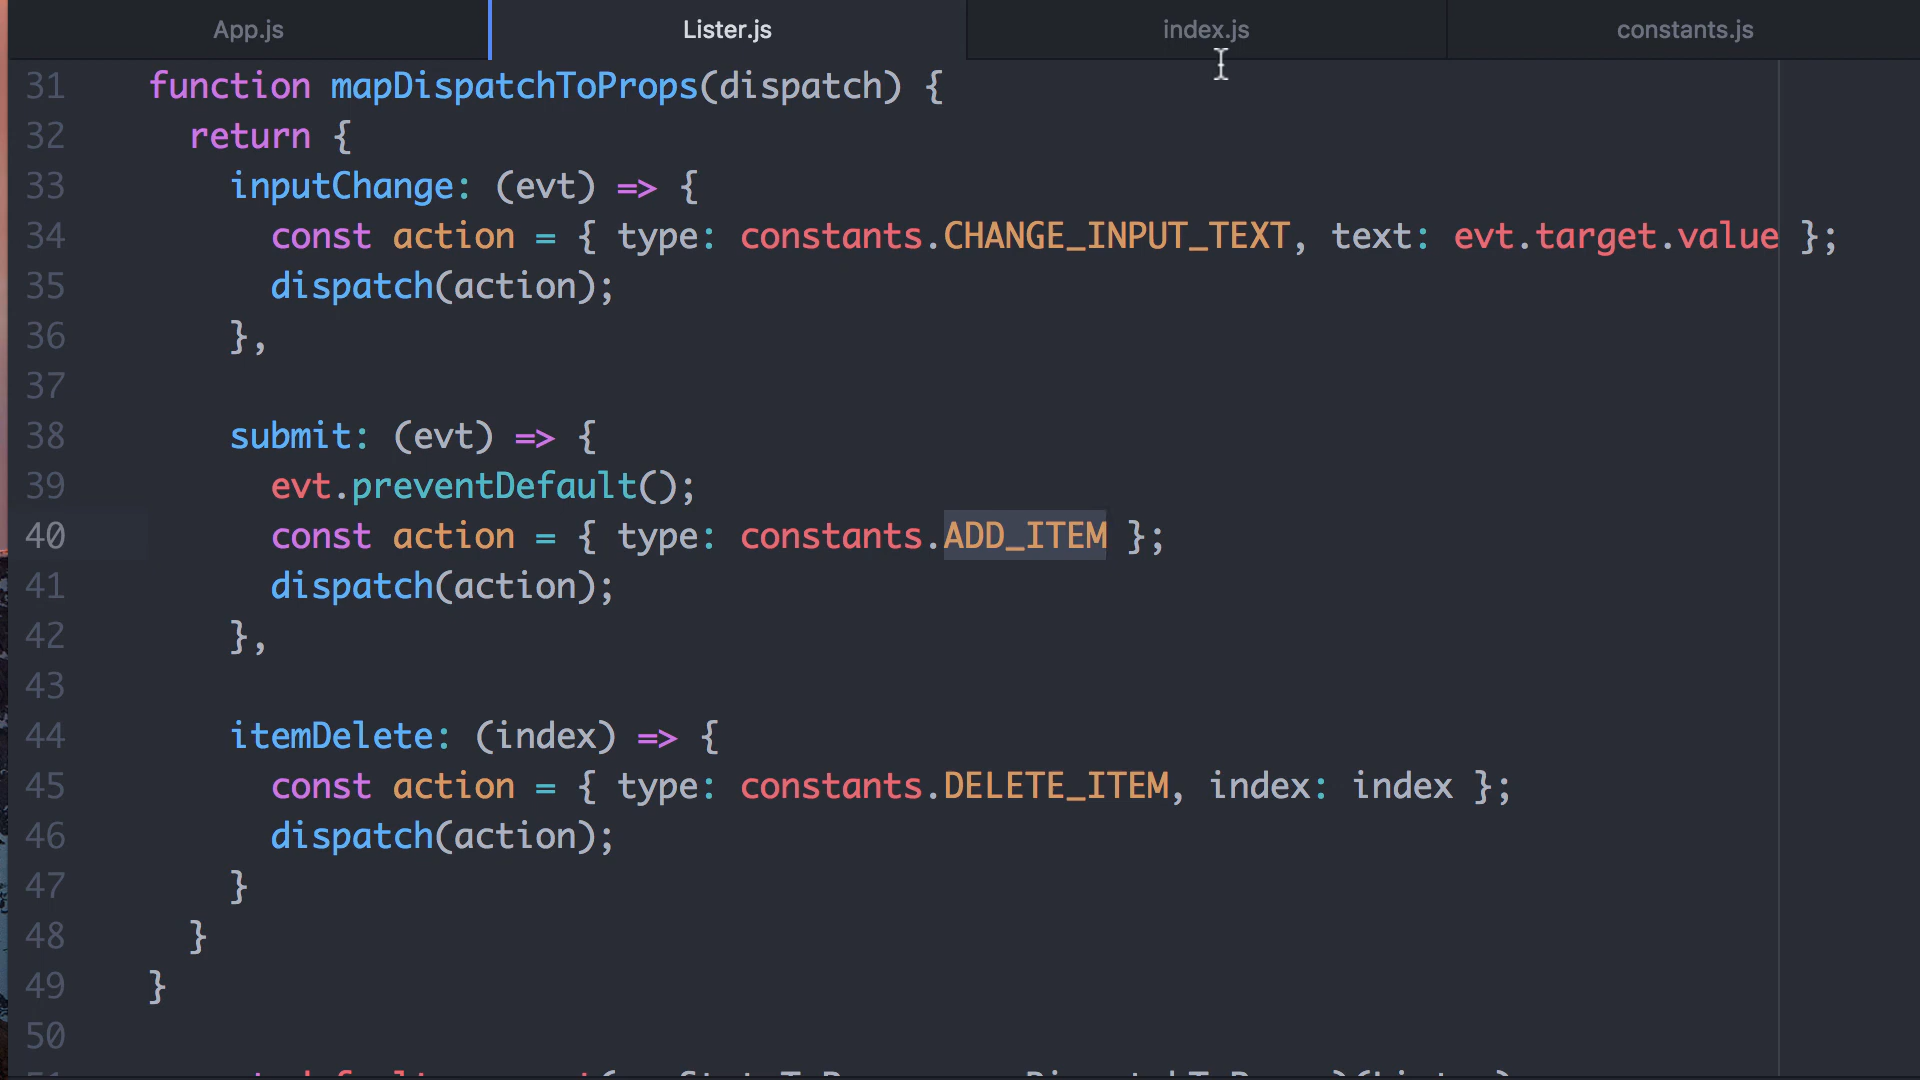 App.js Lister.js index.js constants.js
31 function mapDispatchToProps(dispatch) {
32 return {
33 inputChange: (evt) => {
34 const action = { type: constants.CHANGE_INPUT_TEXT, text: evt.target.value };
35 dispatch(action);
36 },
37
38 submit: (evt) => {
39 evt.preventDefault();
40 const action = { type: constants.ADD_ITEM };
41 dispatch(action);
42 },
43
44 itemDelete: (index) => {
45 const action = { type: constants.DELETE_ITEM, index: index };
46 dispatch(action);
47 }
48 }
49 }
50